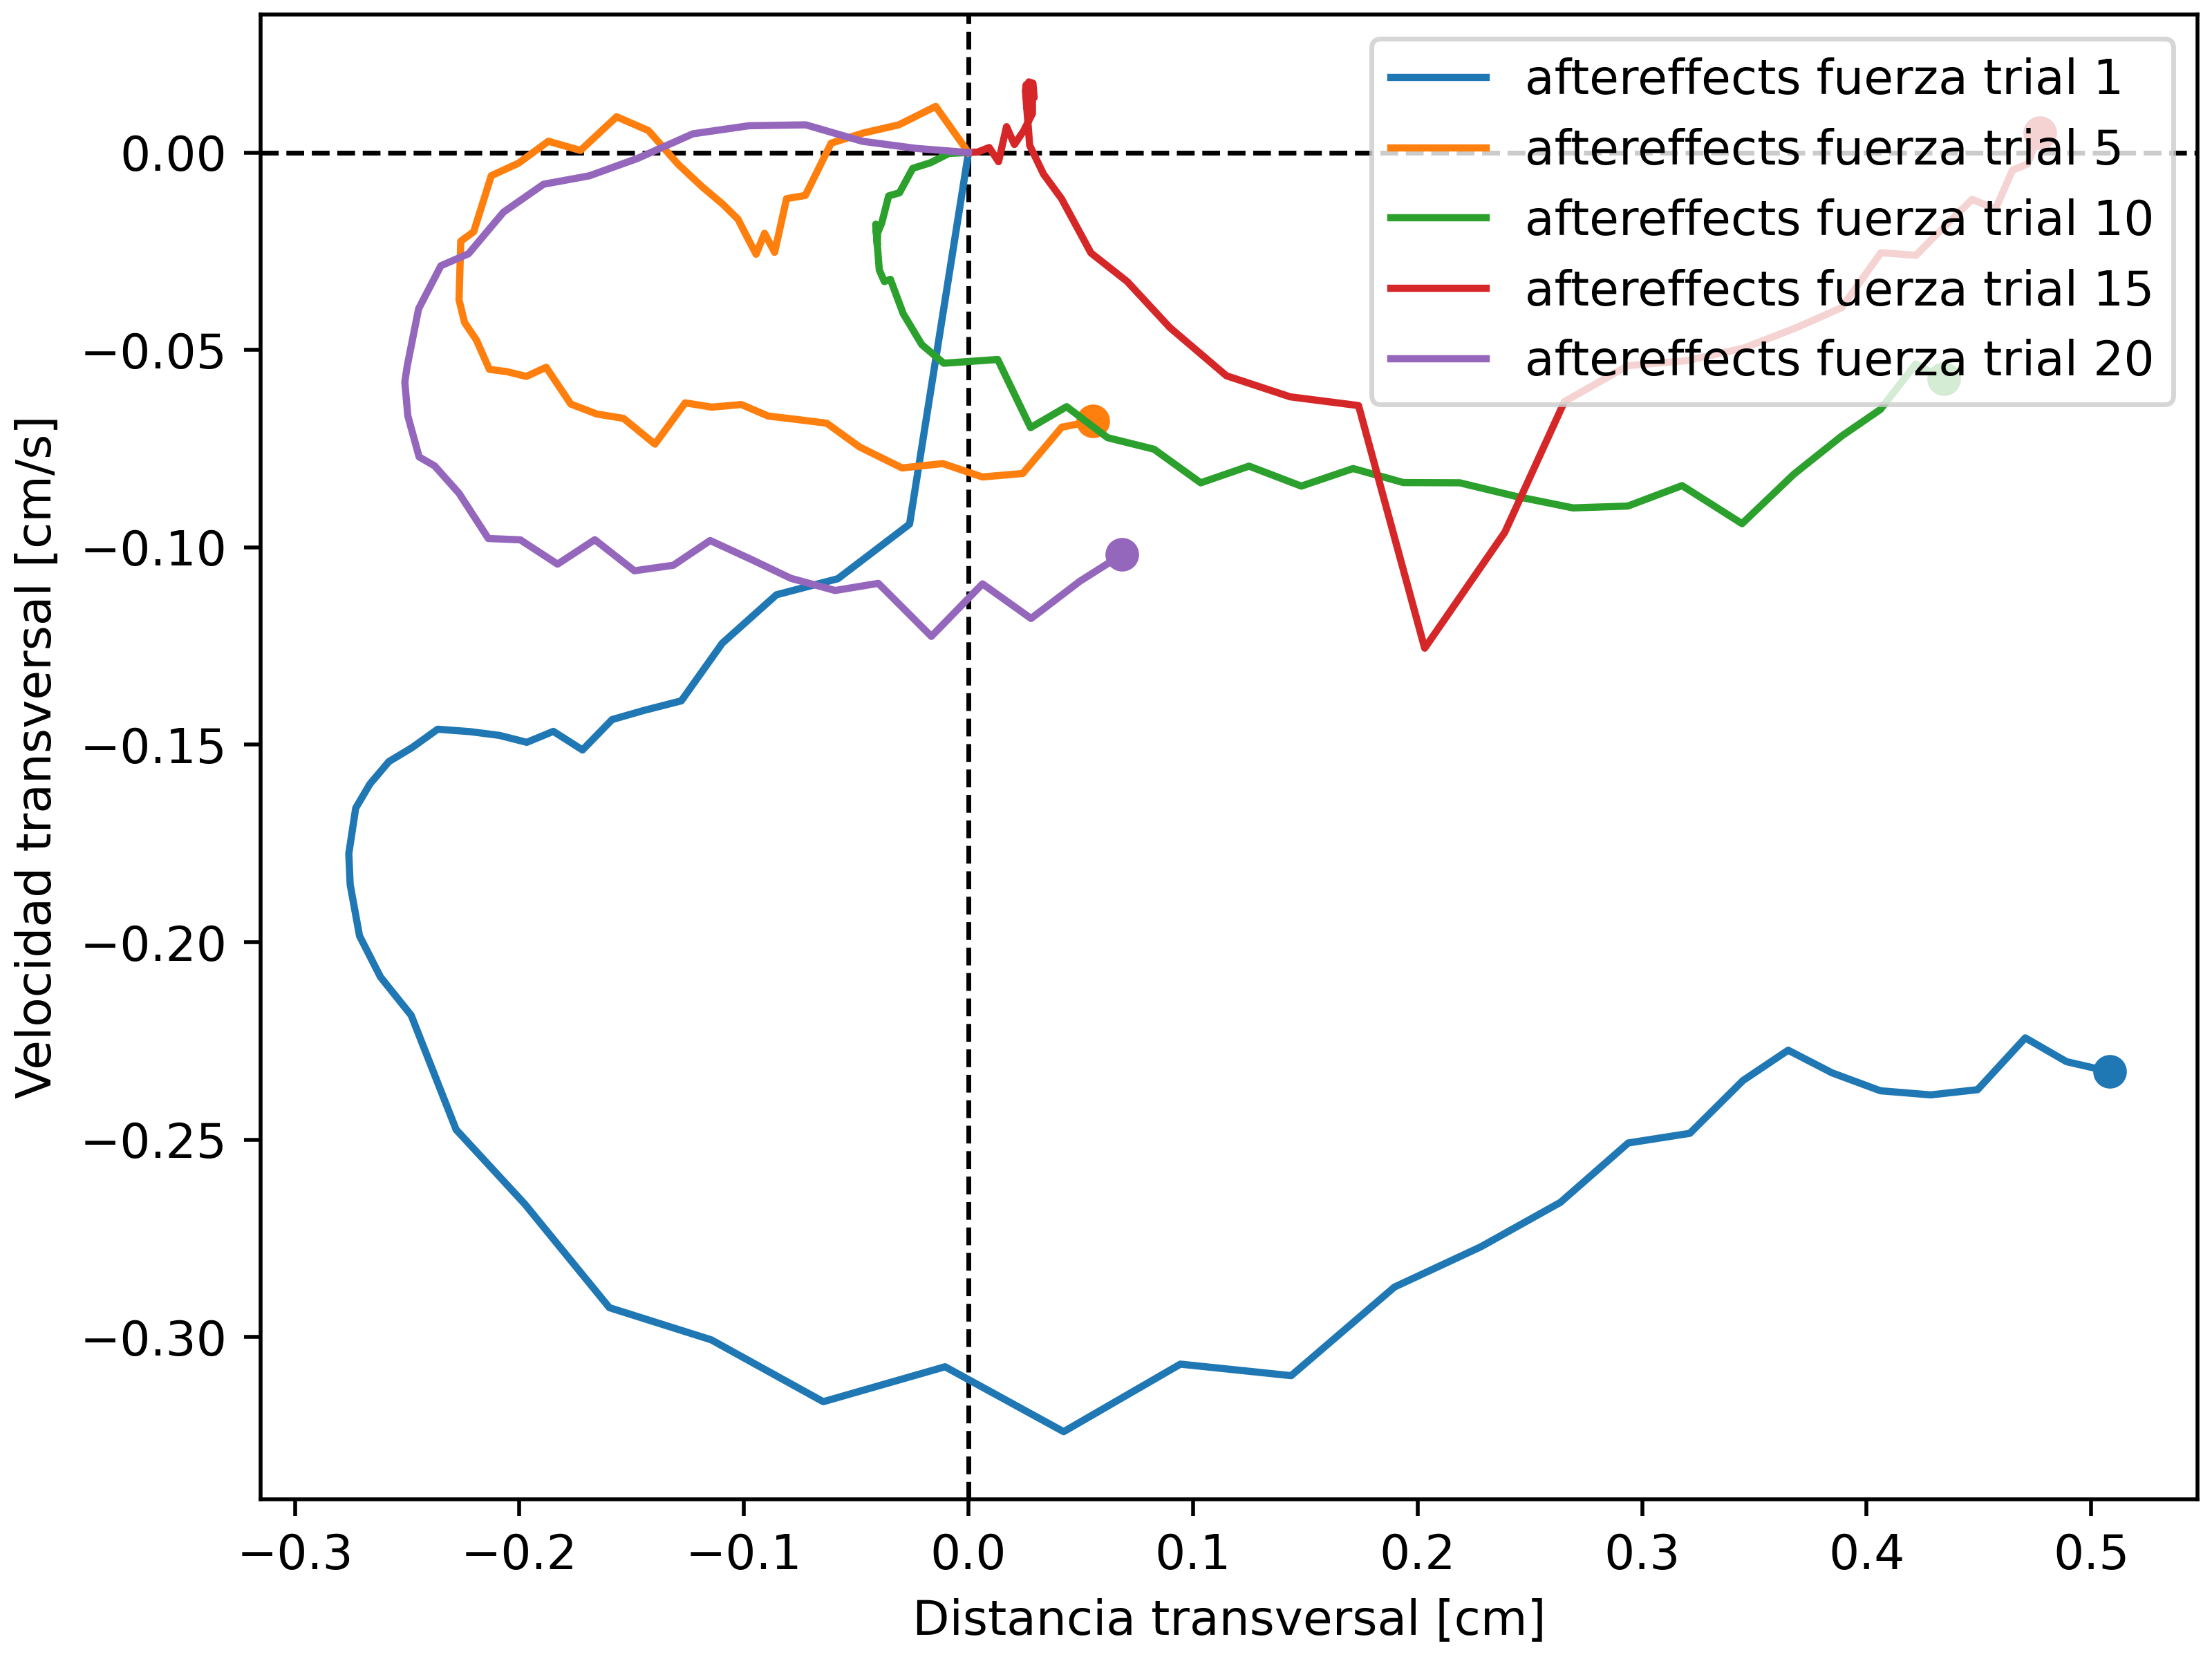 aftereffects fuerza trial 1
aftereffects fuerza trial 5
aftereffects fuerza trial 10
aftereffects fuerza trial 15
aftereffects fuerza trial 20
Velocidad transversal [cm/s]
0.00
−0.05
−0.10
−0.15
−0.20
−0.25
−0.30
−0.3 −0.2 −0.1 0.0 0.1 0.2 0.3 0.4 0.5
Distancia transversal [cm]